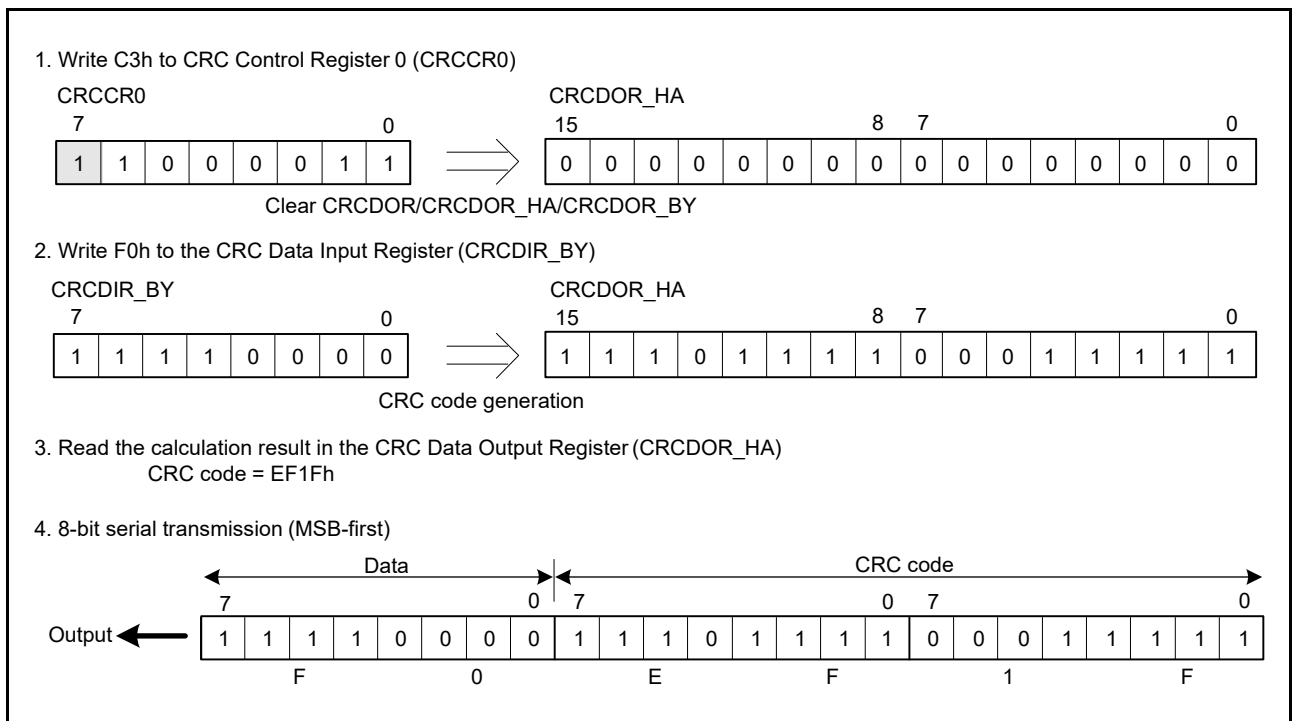 1. Write C3h to CRC Control Register 0 (CRCCR0)
CRCCR0 CRCDOR_HA
7 0 15 8 7 0
1 1 0 0 0 0 1 1 0 0 0 0 0 0 0 0 0 0 0 0 0 0 0 0
Clear CRCDOR/CRCDOR_HA/CRCDOR_BY
2. Write F0h to the CRC Data Input Register (CRCDIR_BY)
CRCDIR_BY CRCDOR_HA
7 0 15 8 7 0
1 1 1 1 0 0 0 0 1 1 1 0 1 1 1 1 0 0 0 1 1 1 1 1
CRC code generation
3. Read the calculation result in the CRC Data Output Register (CRCDOR_HA)
CRC code = EF1Fh
4. 8-bit serial transmission (MSB-first)
Data CRC code
7 0 7 0 7 0
Output 1 1 1 1 0 0 0 0 1 1 1 0 1 1 1 1 0 0 0 1 1 1 1 1
F 0 E F 1 F